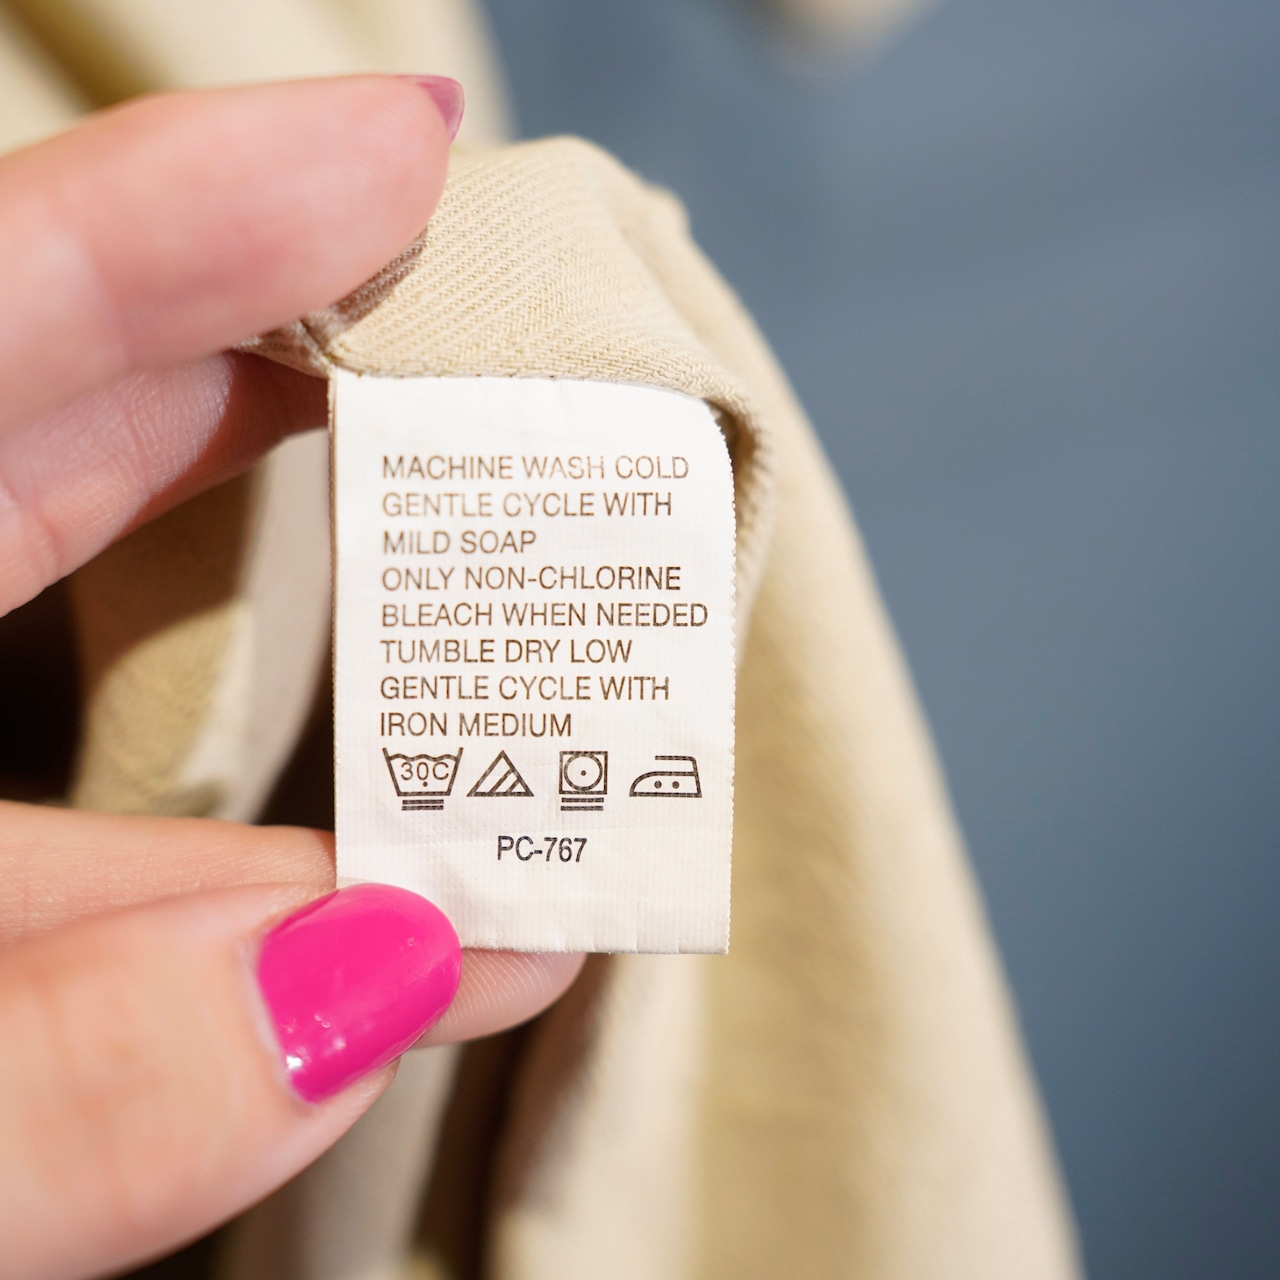 MACHINE WASH COLD
GENTLE CYCLE WITH
MILD SOAP
ONLY NON-CHLORINE
BLEACH WHEN NEEDED
TUMBLE DRY LOW
GENTLE CYCLE WITH
IRON MEDIUM
30C
PC-767